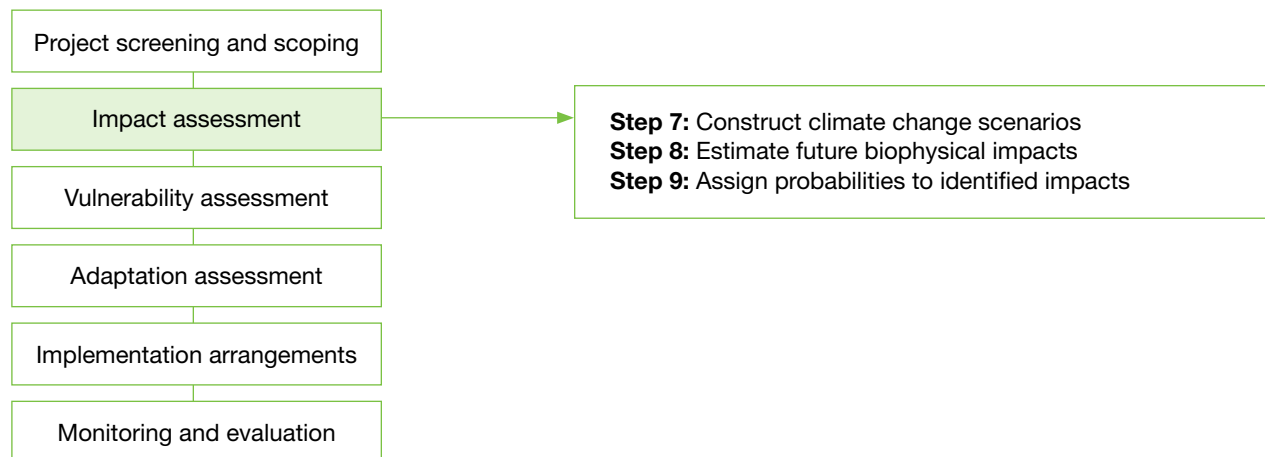 Project screening and scoping
Impact assessment
Step 7: Construct climate change scenarios
Step 8: Estimate future biophysical impacts
Step 9: Assign probabilities to identified impacts
Vulnerability assessment
Adaptation assessment
Implementation arrangements
Monitoring and evaluation